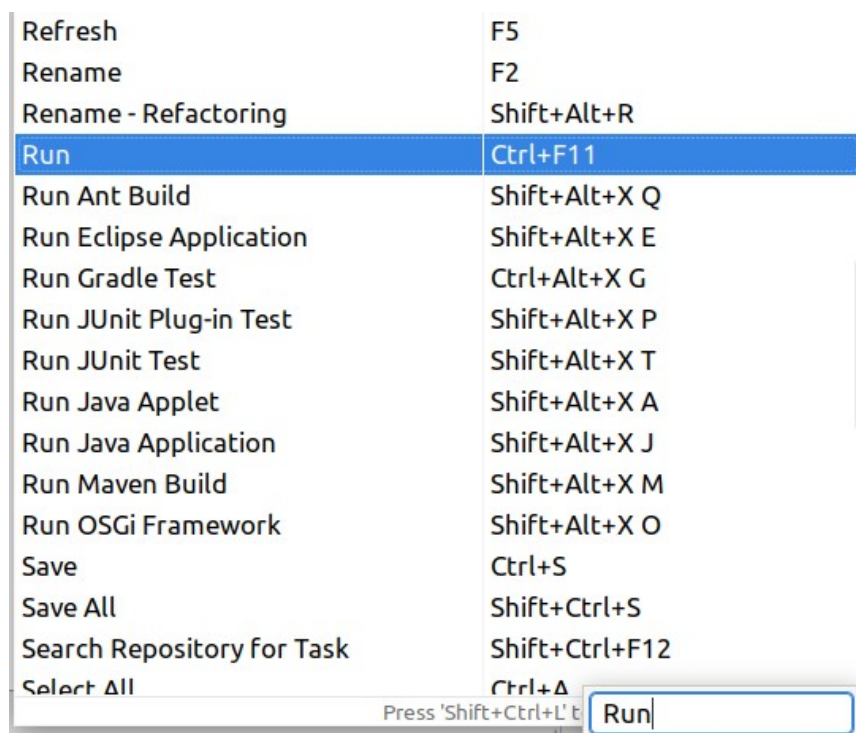 Refresh F5
Rename F2
Rename - Refactoring Shift+Alt+R
Run Ctrl+F11
Run Ant Build Shift+Alt+X Q
Run Eclipse Application Shift+Alt+X E
Run Gradle Test Ctrl+Alt+X G
Run JUnit Plug-in Test Shift+Alt+X P
Run JUnit Test Shift+Alt+X T
Run Java Applet Shift+Alt+X A
Run Java Application Shift+Alt+X J
Run Maven Build Shift+Alt+X M
Run OSGi Framework Shift+Alt+X O
Save Ctrl+S
Save All Shift+Ctrl+S
Search Repository for Task Shift+Ctrl+F12
Select All Ctrl+A
Press 'Shift+Ctrl+L' t
Run